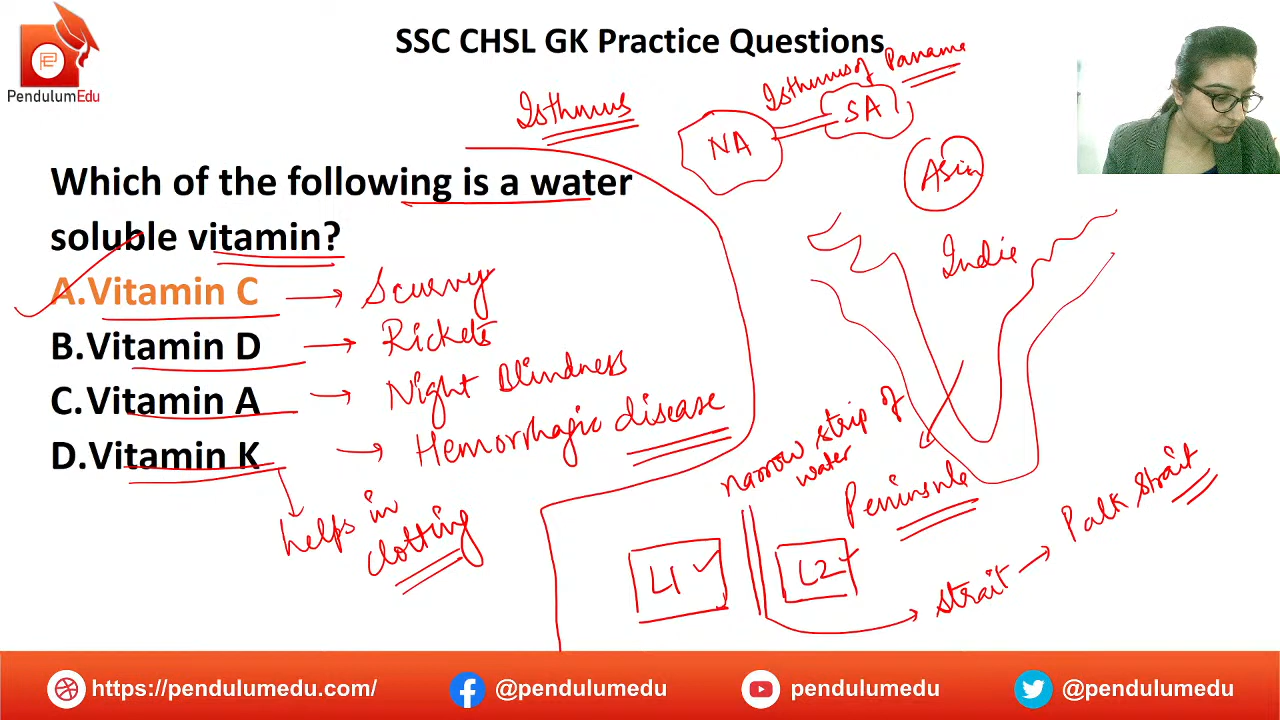 PendulumEdu
SSC CHSL GK Practice Questions
Isthmus
Isthmus of Paname
NA
SA
Asia
Which of the following is a water
soluble vitamin?
A.Vitamin C
Scurvy
B.Vitamin D
Rickets
C.Vitamin A
Night Blindness
D.Vitamin K
Hemorrhagic disease
helps in
clotting
India
narrow strip of
water
Peninsula
L1
L2
strait
Palk strait
https://pendulumedu.com/
@pendulumedu
pendulumedu
@pendulumedu